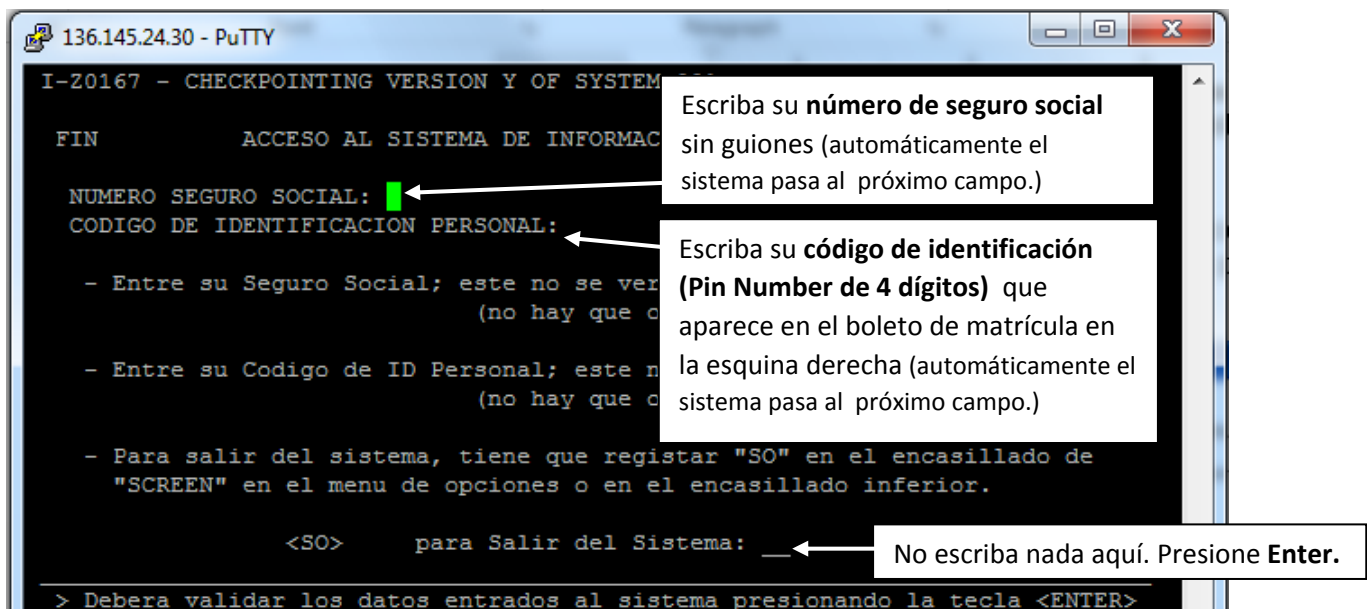 136.145.24.30 - PuTTY
I-Z0167 - CHECKPOINTING VERSION Y OF SYSTEM
FIN ACCESO AL SISTEMA DE INFORMAC
NUMERO SEGURO SOCIAL:
CODIGO DE IDENTIFICACION PERSONAL:
- Entre su Seguro Social; este no se ver
(no hay que
- Entre su Codigo de ID Personal; este n
(no hay que
- Para salir del sistema, tiene que registar "SO" en el encasillado de
"SCREEN" en el menu de opciones o en el encasillado inferior.
<SO> para Salir del Sistema: __
> Debera validar los datos entrados al sistema presionando la tecla <ENTER>
Escriba su número de seguro social
sin guiones (automáticamente el
sistema pasa al próximo campo.)
Escriba su código de identificación
(Pin Number de 4 dígitos) que
aparece en el boleto de matrícula en
la esquina derecha (automáticamente el
sistema pasa al próximo campo.)
No escriba nada aquí. Presione Enter.